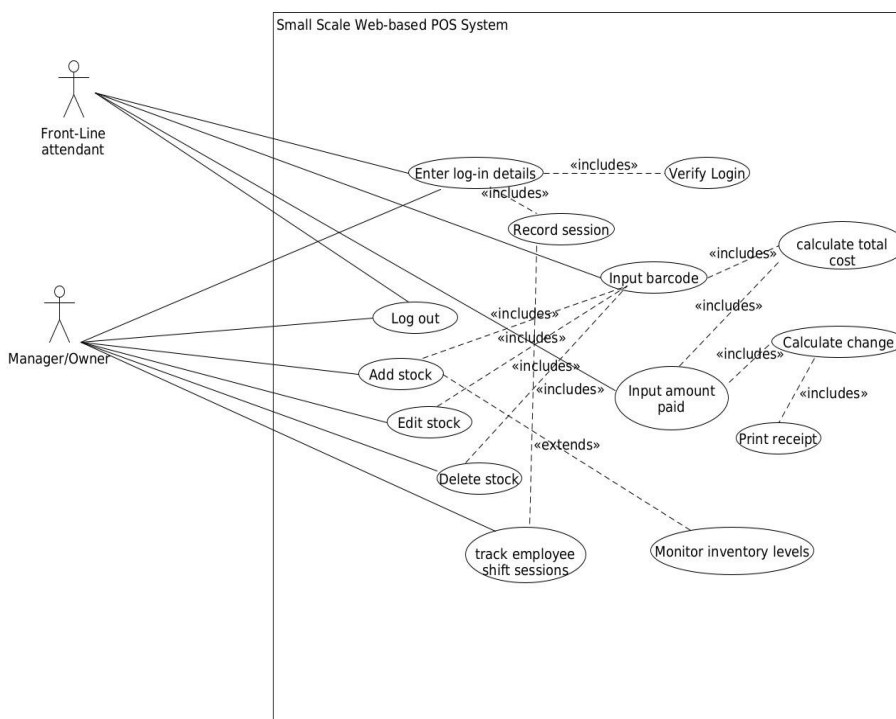 Small Scale Web-based POS System
Front-Line
attendant
Enter log-in details
«includes»
Verify Login
«includes»
Record session
calculate total
cost
«includes»
Input barcode
Manager/Owner
Log out
«includes»
«includes»
«includes»
Calculate change
«includes»
Add stock
«includes»
Input amount
paid
«includes»
«includes»
Edit stock
Print receipt
«extends»
Delete stock
track employee
shift sessions
Monitor inventory levels